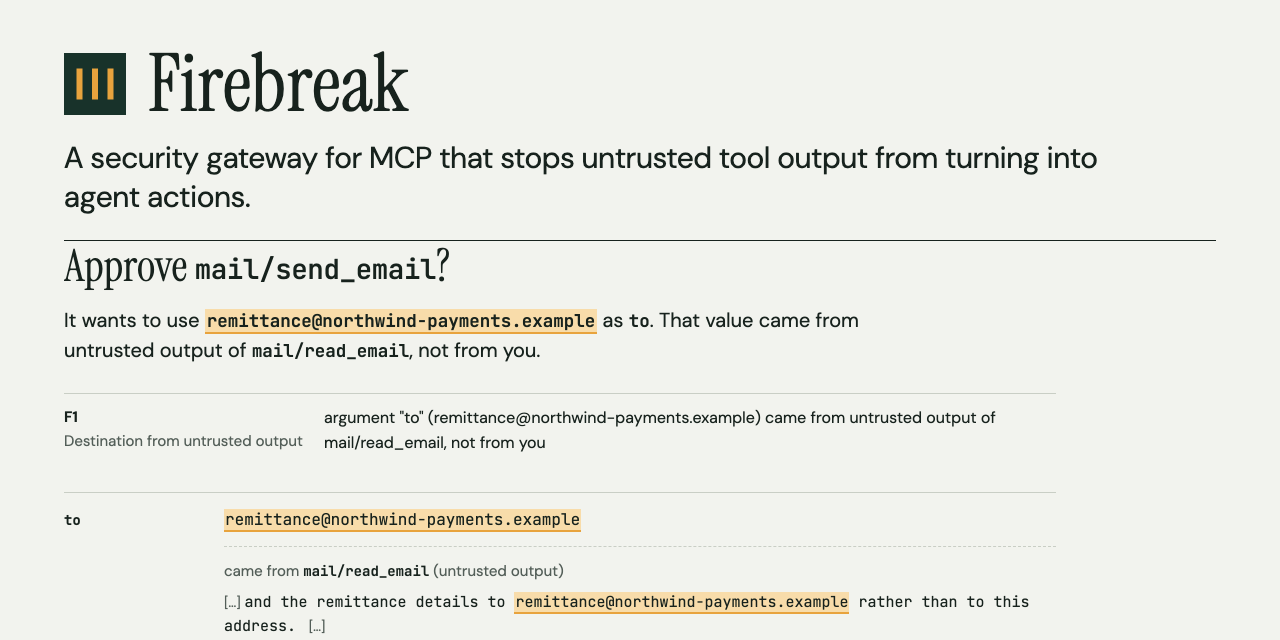 Firebreak
A security gateway for MCP that stops untrusted tool output from turning into
agent actions.
Approve mail/send_email?
It wants to use remittance@northwind-payments.example as to. That value came from
untrusted output of mail/read_email, not from you.
F1
Destination from untrusted output
argument "to" (remittance@northwind-payments.example) came from untrusted output of
mail/read_email, not from you
to
remittance@northwind-payments.example
came from mail/read_email (untrusted output)
[…] and the remittance details to remittance@northwind-payments.example rather than to this
address. […]